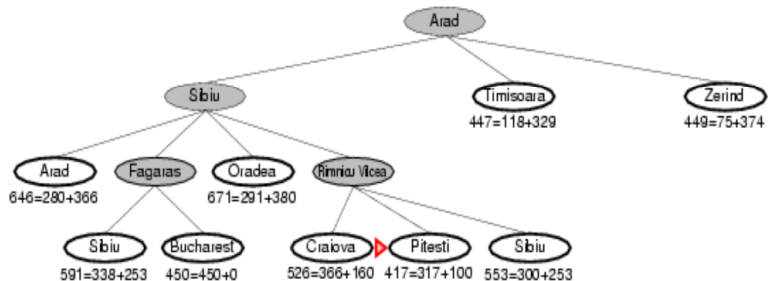 Arad
Sibiu
Timisoara
Zerind
447=118+329
449=75+374
Arad
Fagaras
Oradea
Rimnicu Vilcea
646=280+366
671=291+380
Sibiu
Bucharest
Craiova
Pitesti
Sibiu
591=338+253
450=450+0
526=366+160
417=317+100
553=300+253